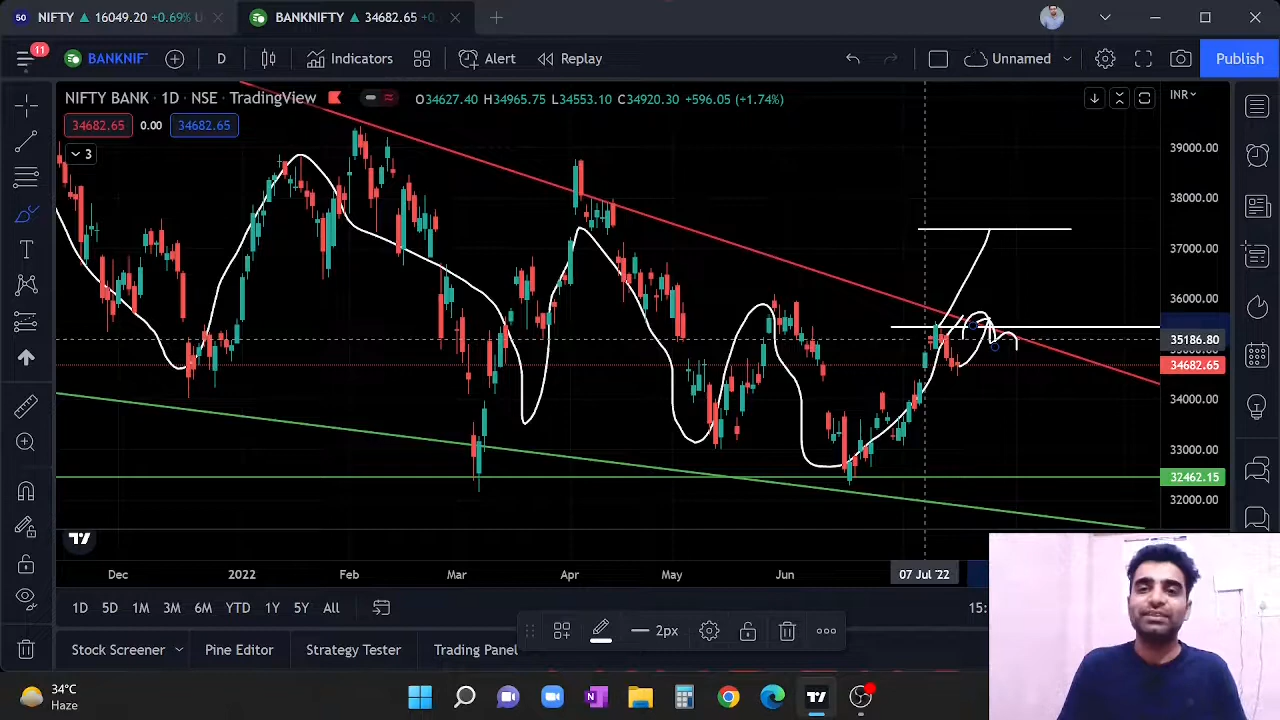 50 NIFTY ▲ 16049.20 +0.69%
BANKNIFTY ▲ 34682.65 +0.
11
BANKNIF
D
Indicators
Alert
Replay
Unnamed
Publish
NIFTY BANK · 1D · NSE · TradingView
O34627.40 H34965.75 L34553.10 C34920.30 +596.05 (+1.74%)
INR
34682.65 0.00 34682.65
3
39000.00
38000.00
37000.00
36000.00
35186.80
34682.65
34000.00
33000.00
32462.15
32000.00
Dec 2022 Feb Mar Apr May Jun 07 Jul '22
1D 5D 1M 3M 6M YTD 1Y 5Y All
15:
2px
Stock Screener Pine Editor Strategy Tester Trading Panel
34°C
Haze